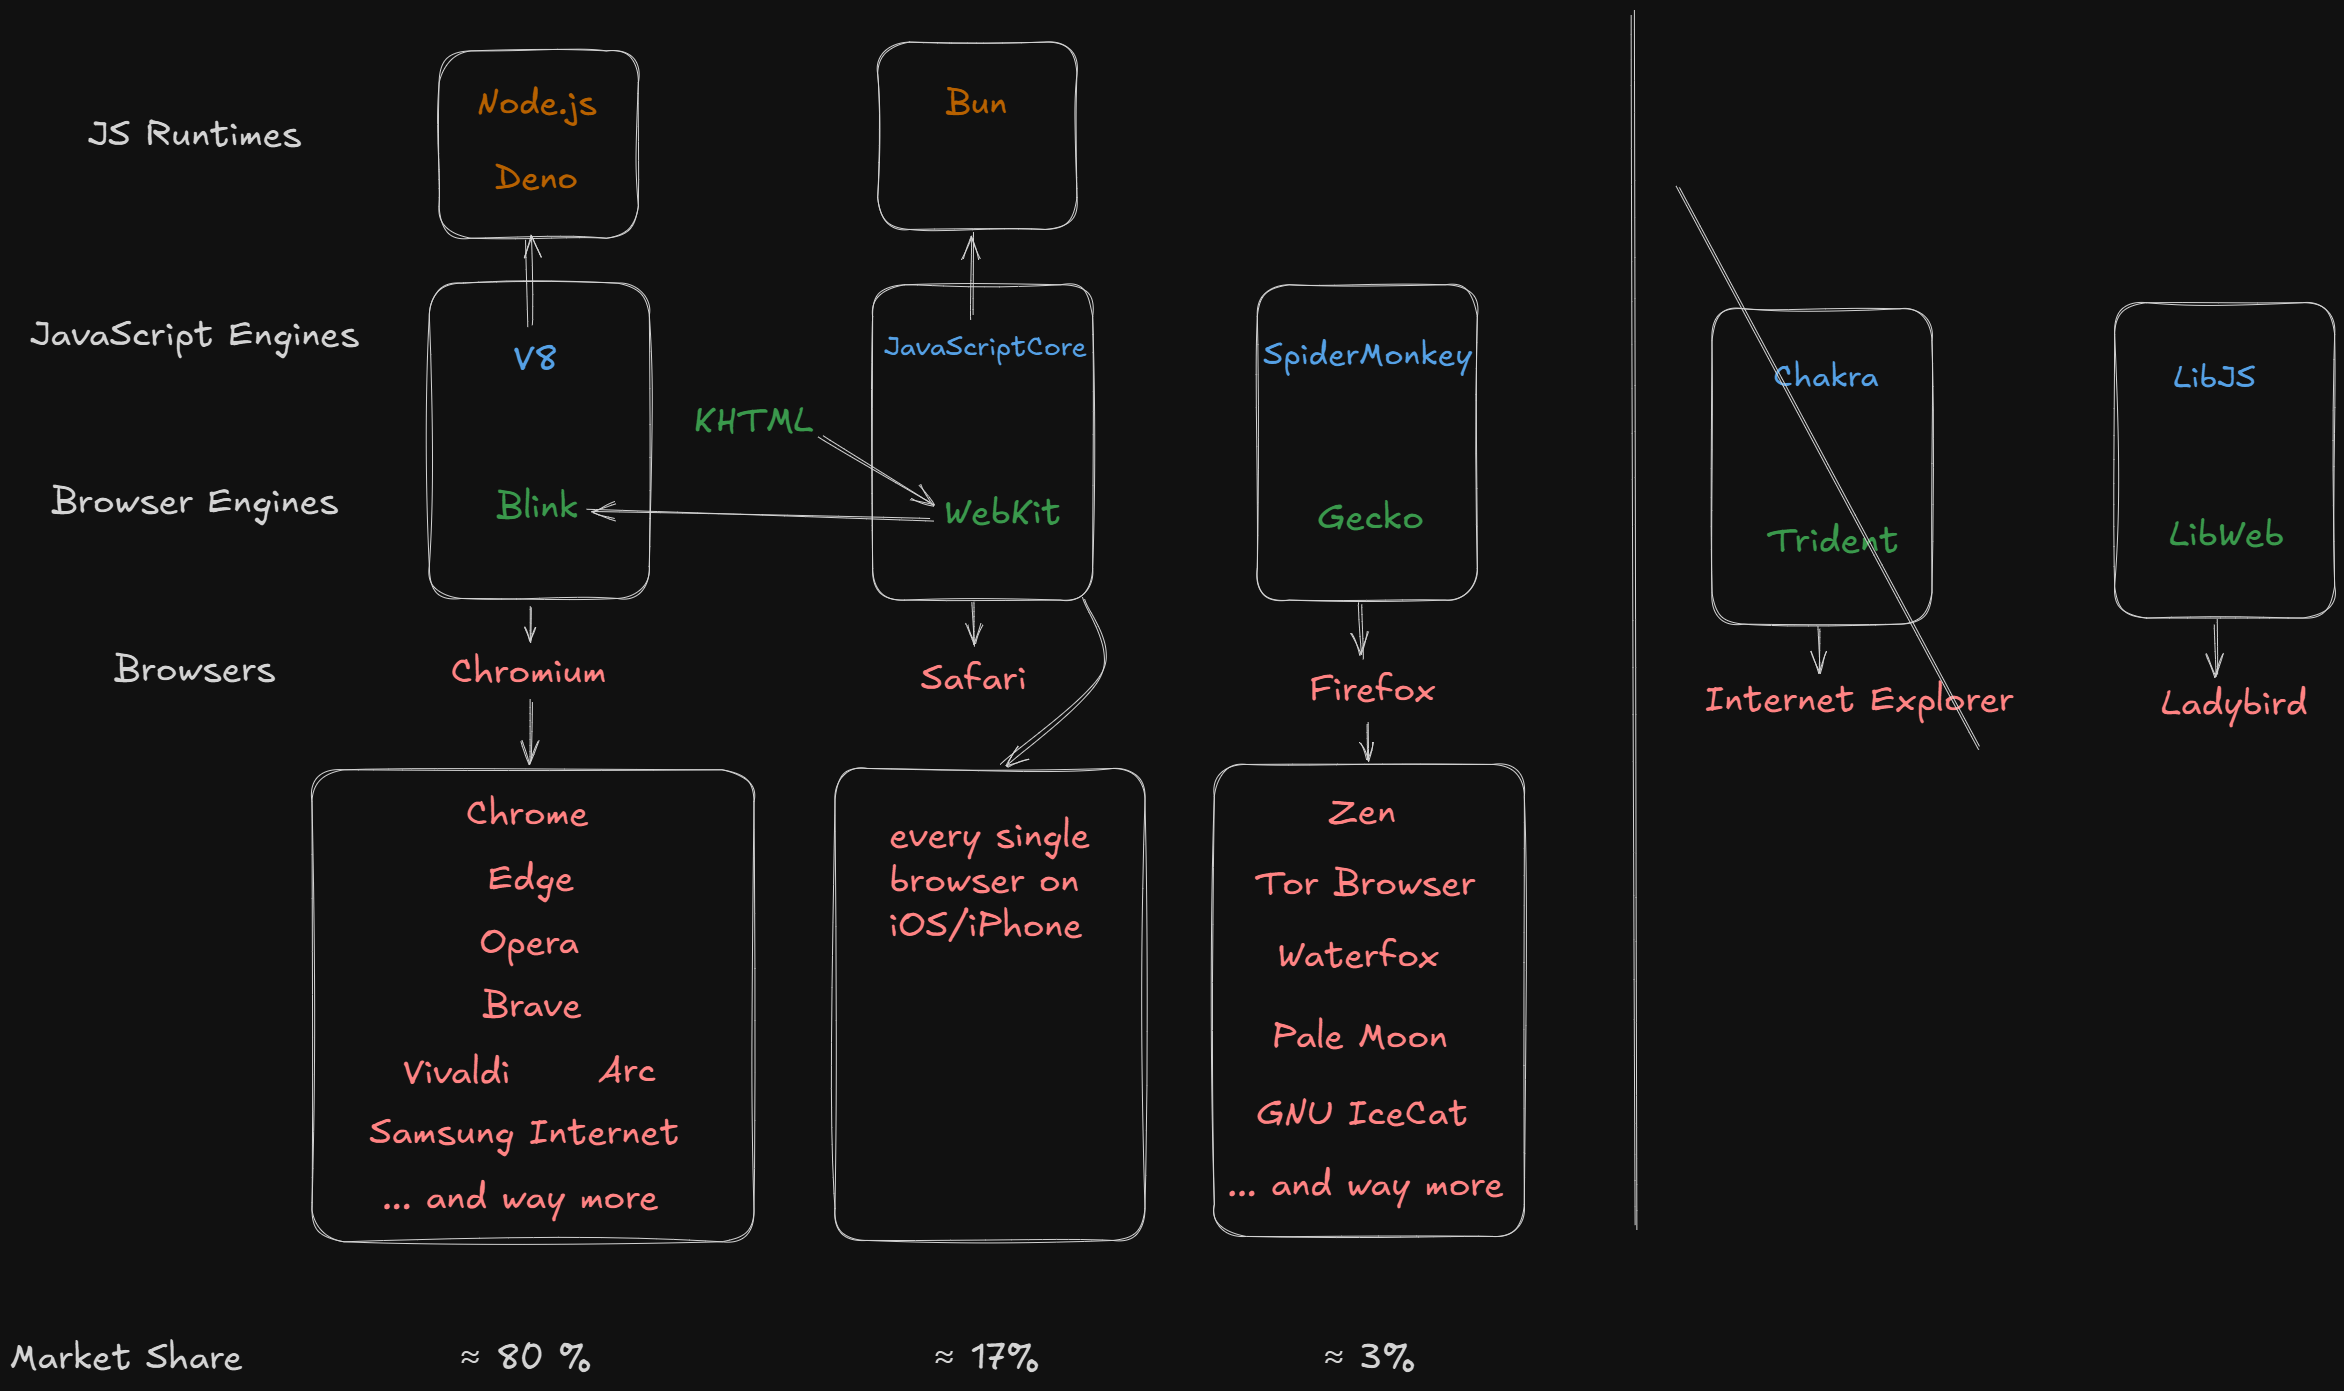 JS Runtimes
Node.js
Deno
Bun
JavaScript Engines
V8
JavaScriptCore
SpiderMonkey
Chakra
LibJS
KHTML
Browser Engines
Blink
WebKit
Gecko
Trident
LibWeb
Browsers
Chromium
Safari
Firefox
Internet Explorer
Ladybird
Chrome
Edge
Opera
Brave
Vivaldi Arc
Samsung Internet
... and way more
every single
browser on
iOS/iPhone
Zen
Tor Browser
Waterfox
Pale Moon
GNU IceCat
... and way more
Market Share
≈ 80 %
≈ 17%
≈ 3%